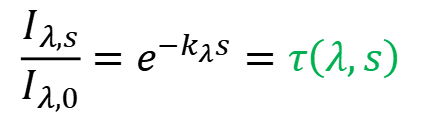 I_{λ,s} / I_{λ,0} = e^{-k_λ s} = τ(λ, s)